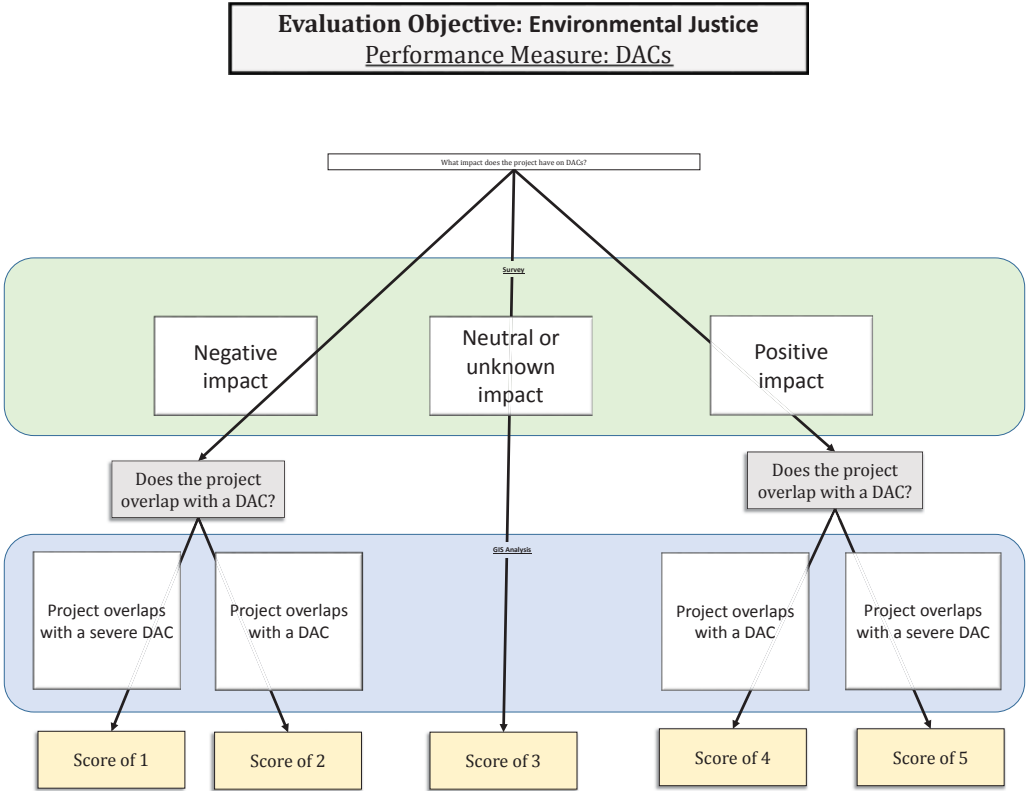 Evaluation Objective: Environmental Justice
Performance Measure: DACs
What impact does the project have on DACs?
Survey
Negative
impact
Neutral or
unknown
impact
Positive
impact
Does the project
overlap with a DAC?
Does the project
overlap with a DAC?
GIS Analysis
Project overlaps
with a severe DAC
Project overlaps
with a DAC
Project overlaps
with a DAC
Project overlaps
with a severe DAC
Score of 1
Score of 2
Score of 3
Score of 4
Score of 5